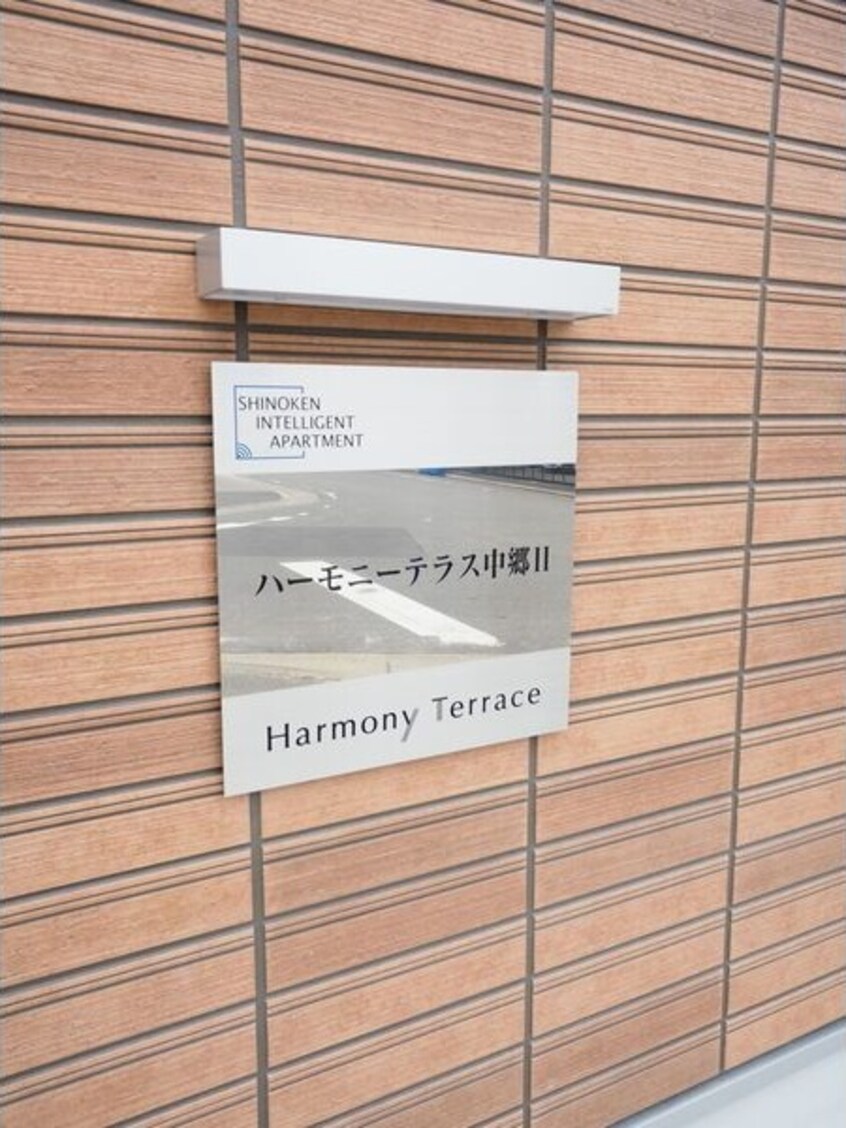 SHINOKEN
INTELLIGENT
APARTMENT
ハーモニーテラス中郷II
Harmony Terrace